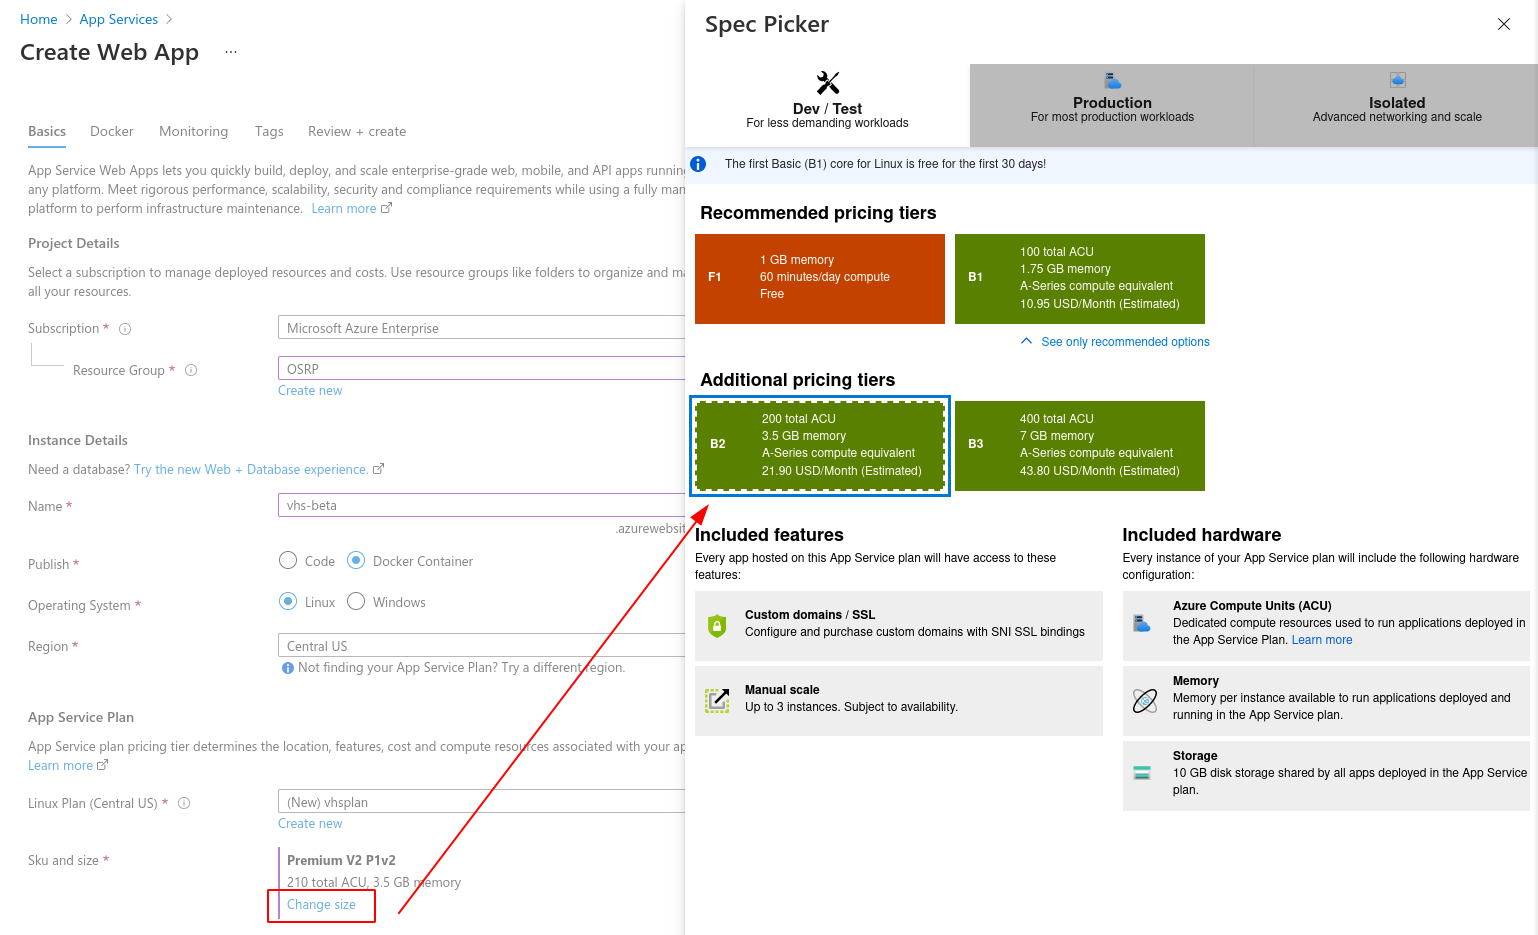 Home > App Services >
Create Web App ...
Basics Docker Monitoring Tags Review + create
App Service Web Apps lets you quickly build, deploy, and scale enterprise-grade web, mobile, and API apps runnin
any platform. Meet rigorous performance, scalability, security and compliance requirements while using a fully man
platform to perform infrastructure maintenance. Learn more
Project Details
Select a subscription to manage deployed resources and costs. Use resource groups like folders to organize and ma
all your resources.
Subscription *
Microsoft Azure Enterprise
Resource Group *
OSRP
Create new
Instance Details
Need a database? Try the new Web + Database experience.
Name *
vhs-beta
.azurewebsit
Publish *
Code Docker Container
Operating System *
Linux Windows
Region *
Central US
Not finding your App Service Plan? Try a different region.
App Service Plan
App Service plan pricing tier determines the location, features, cost and compute resources associated with your ap
Learn more
Linux Plan (Central US) *
(New) vhsplan
Create new
Sku and size *
Premium V2 P1v2
210 total ACU, 3.5 GB memory
Change size
Spec Picker
Dev / Test
For less demanding workloads
Production
For most production workloads
Isolated
Advanced networking and scale
The first Basic (B1) core for Linux is free for the first 30 days!
Recommended pricing tiers
F1
1 GB memory
60 minutes/day compute
Free
B1
100 total ACU
1.75 GB memory
A-Series compute equivalent
10.95 USD/Month (Estimated)
See only recommended options
Additional pricing tiers
B2
200 total ACU
3.5 GB memory
A-Series compute equivalent
21.90 USD/Month (Estimated)
B3
400 total ACU
7 GB memory
A-Series compute equivalent
43.80 USD/Month (Estimated)
Included features
Every app hosted on this App Service plan will have access to these
features:
Custom domains / SSL
Configure and purchase custom domains with SNI SSL bindings
Manual scale
Up to 3 instances. Subject to availability.
Included hardware
Every instance of your App Service plan will include the following hardware
configuration:
Azure Compute Units (ACU)
Dedicated compute resources used to run applications deployed in
the App Service Plan. Learn more
Memory
Memory per instance available to run applications deployed and
running in the App Service plan.
Storage
10 GB disk storage shared by all apps deployed in the App Service
plan.